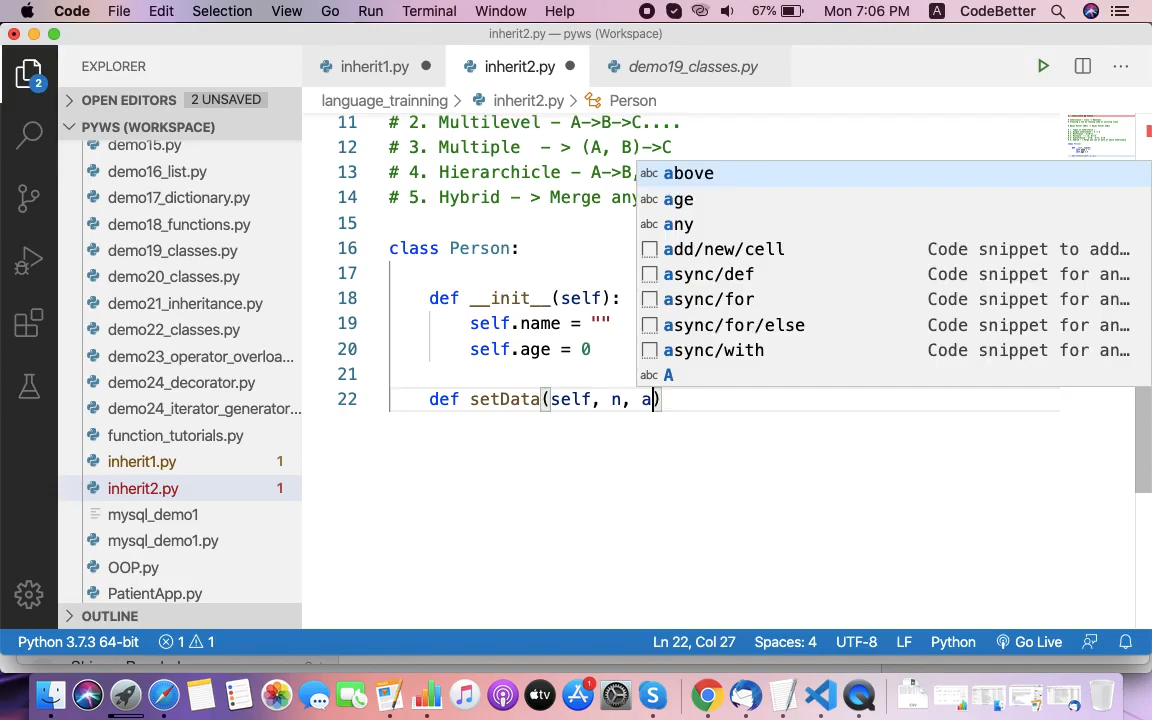 Code File Edit Selection View Go Run Terminal Window Help 67% Mon 7:06 PM A CodeBetter
inherit2.py — pyws (Workspace)
EXPLORER
inherit1.py
inherit2.py
demo19_classes.py
OPEN EDITORS 2 UNSAVED
language_trainning > inherit2.py > Person
PYWS (WORKSPACE)
demo15.py
demo16_list.py
demo17_dictionary.py
demo18_functions.py
demo19_classes.py
demo20_classes.py
demo21_inheritance.py
demo22_classes.py
demo23_operator_overloa...
demo24_decorator.py
demo24_iterator_generator...
function_tutorials.py
inherit1.py 1
inherit2.py 1
mysql_demo1
mysql_demo1.py
OOP.py
PatientApp.py
OUTLINE
2
11 # 2. Multilevel - A->B->C....
12 # 3. Multiple - > (A, B)->C
13 # 4. Hierarchicle - A->B,
14 # 5. Hybrid - > Merge any
15
16 class Person:
17
18 def __init__(self):
19 self.name = ""
20 self.age = 0
21
22 def setData(self, n, a)
abc above
abc age
abc any
add/new/cell Code snippet to add…
async/def Code snippet for an…
async/for Code snippet for an…
async/for/else Code snippet for an…
async/with Code snippet for an…
abc A
Python 3.7.3 64-bit 1 1 Ln 22, Col 27 Spaces: 4 UTF-8 LF Python Go Live
tv
1